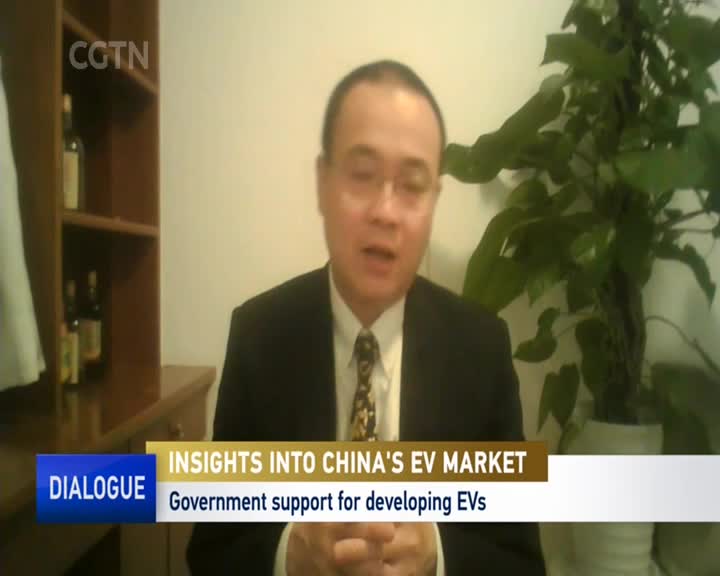 CGTN
INSIGHTS INTO CHINA'S EV MARKET
DIALOGUE
Government support for developing EVs